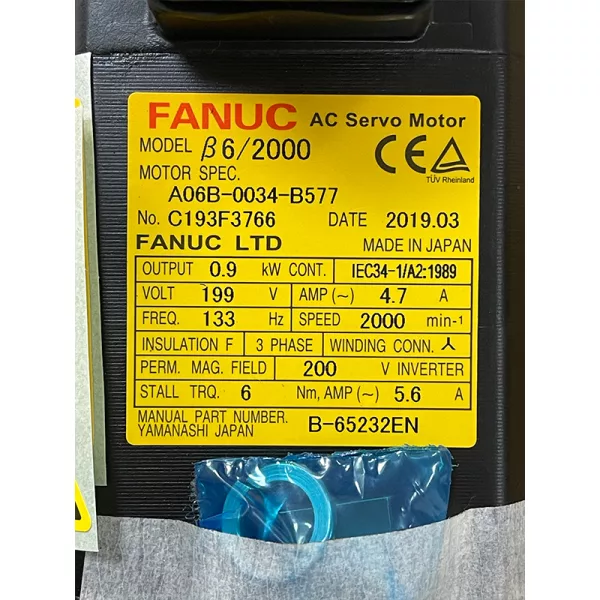 FANUC AC Servo Motor
MODEL β6/2000
MOTOR SPEC.
A06B-0034-B577
CE TÜV Rheinland
No. C193F3766 DATE 2019.03
FANUC LTD MADE IN JAPAN
OUTPUT 0.9 kW CONT. IEC34-1/A2:1989
VOLT 199 V AMP (~) 4.7 A
FREQ. 133 Hz SPEED 2000 min-1
INSULATION F 3 PHASE WINDING CONN. 人
PERM. MAG. FIELD 200 V INVERTER
STALL TRQ. 6 Nm, AMP (~) 5.6 A
MANUAL PART NUMBER. B-65232EN
YAMANASHI JAPAN